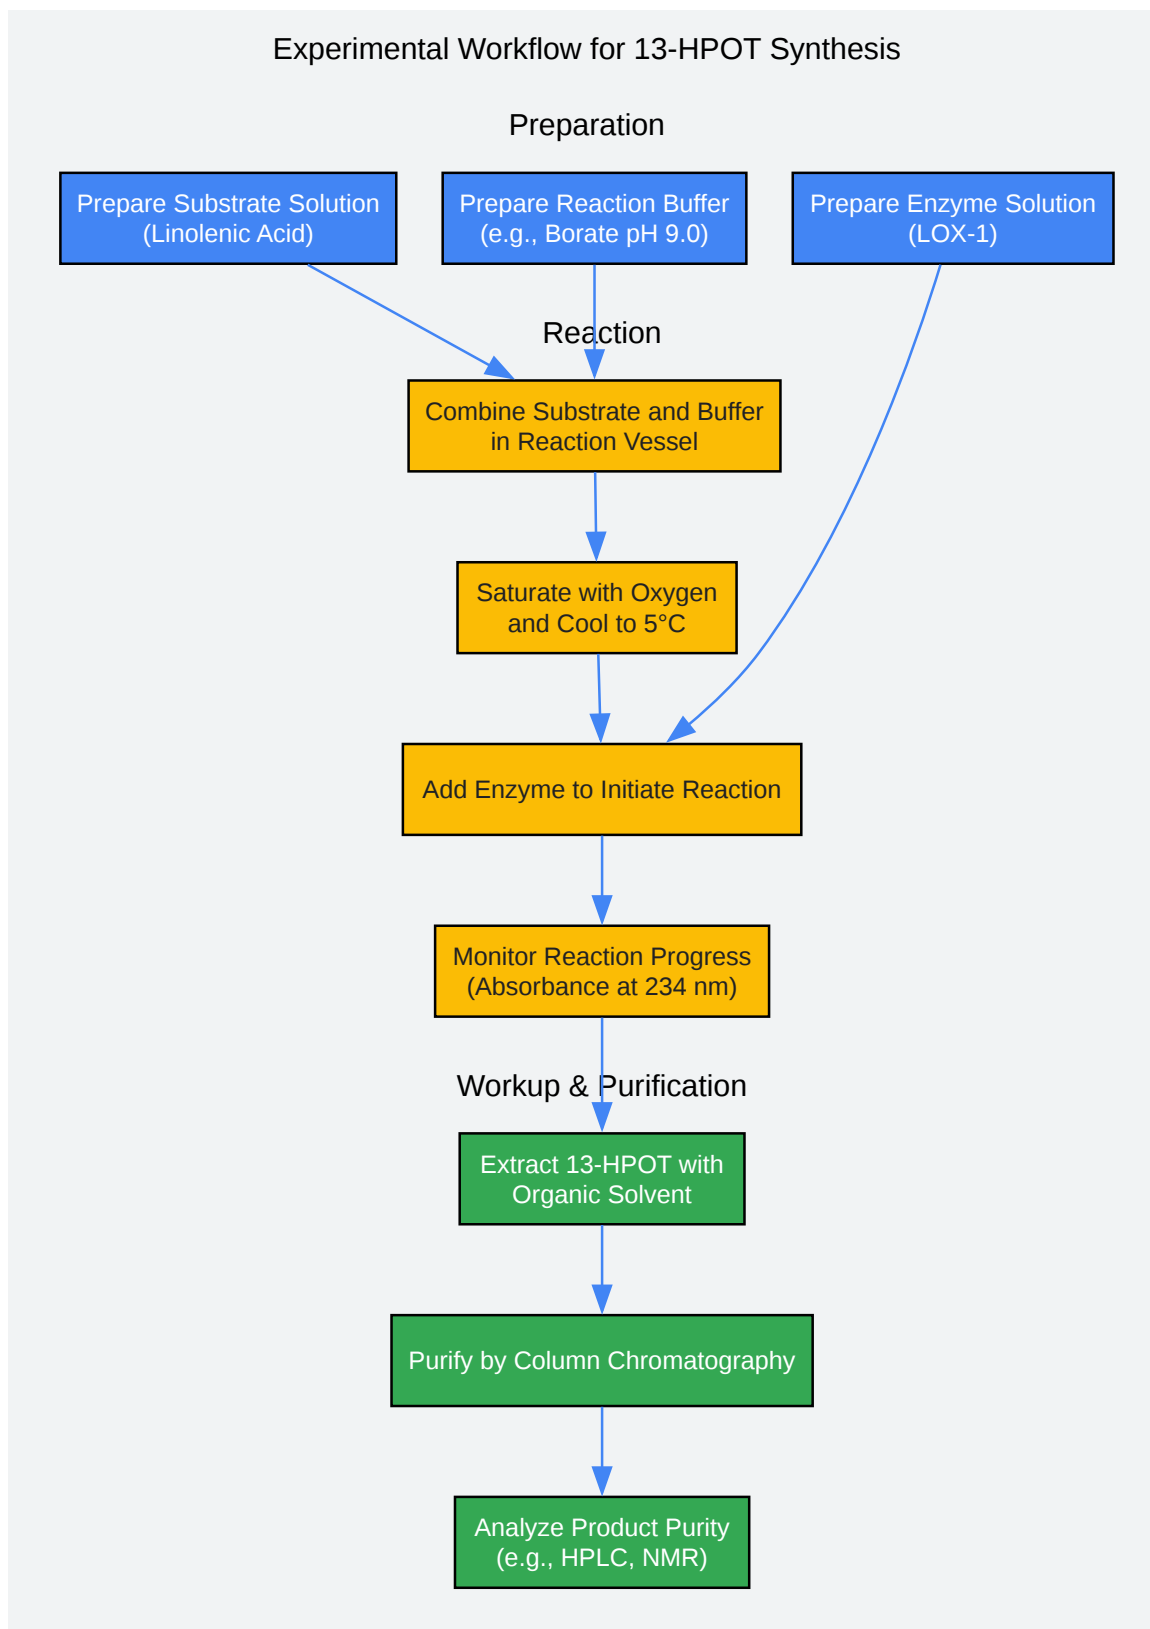 Experimental Workflow for 13-HPOT Synthesis
Preparation
Prepare Substrate Solution
(Linolenic Acid)
Prepare Reaction Buffer
(e.g., Borate pH 9.0)
Prepare Enzyme Solution
(LOX-1)
Reaction
Combine Substrate and Buffer
in Reaction Vessel
Saturate with Oxygen
and Cool to 5°C
Add Enzyme to Initiate Reaction
Monitor Reaction Progress
(Absorbance at 234 nm)
Workup & Purification
Extract 13-HPOT with
Organic Solvent
Purify by Column Chromatography
Analyze Product Purity
(e.g., HPLC, NMR)